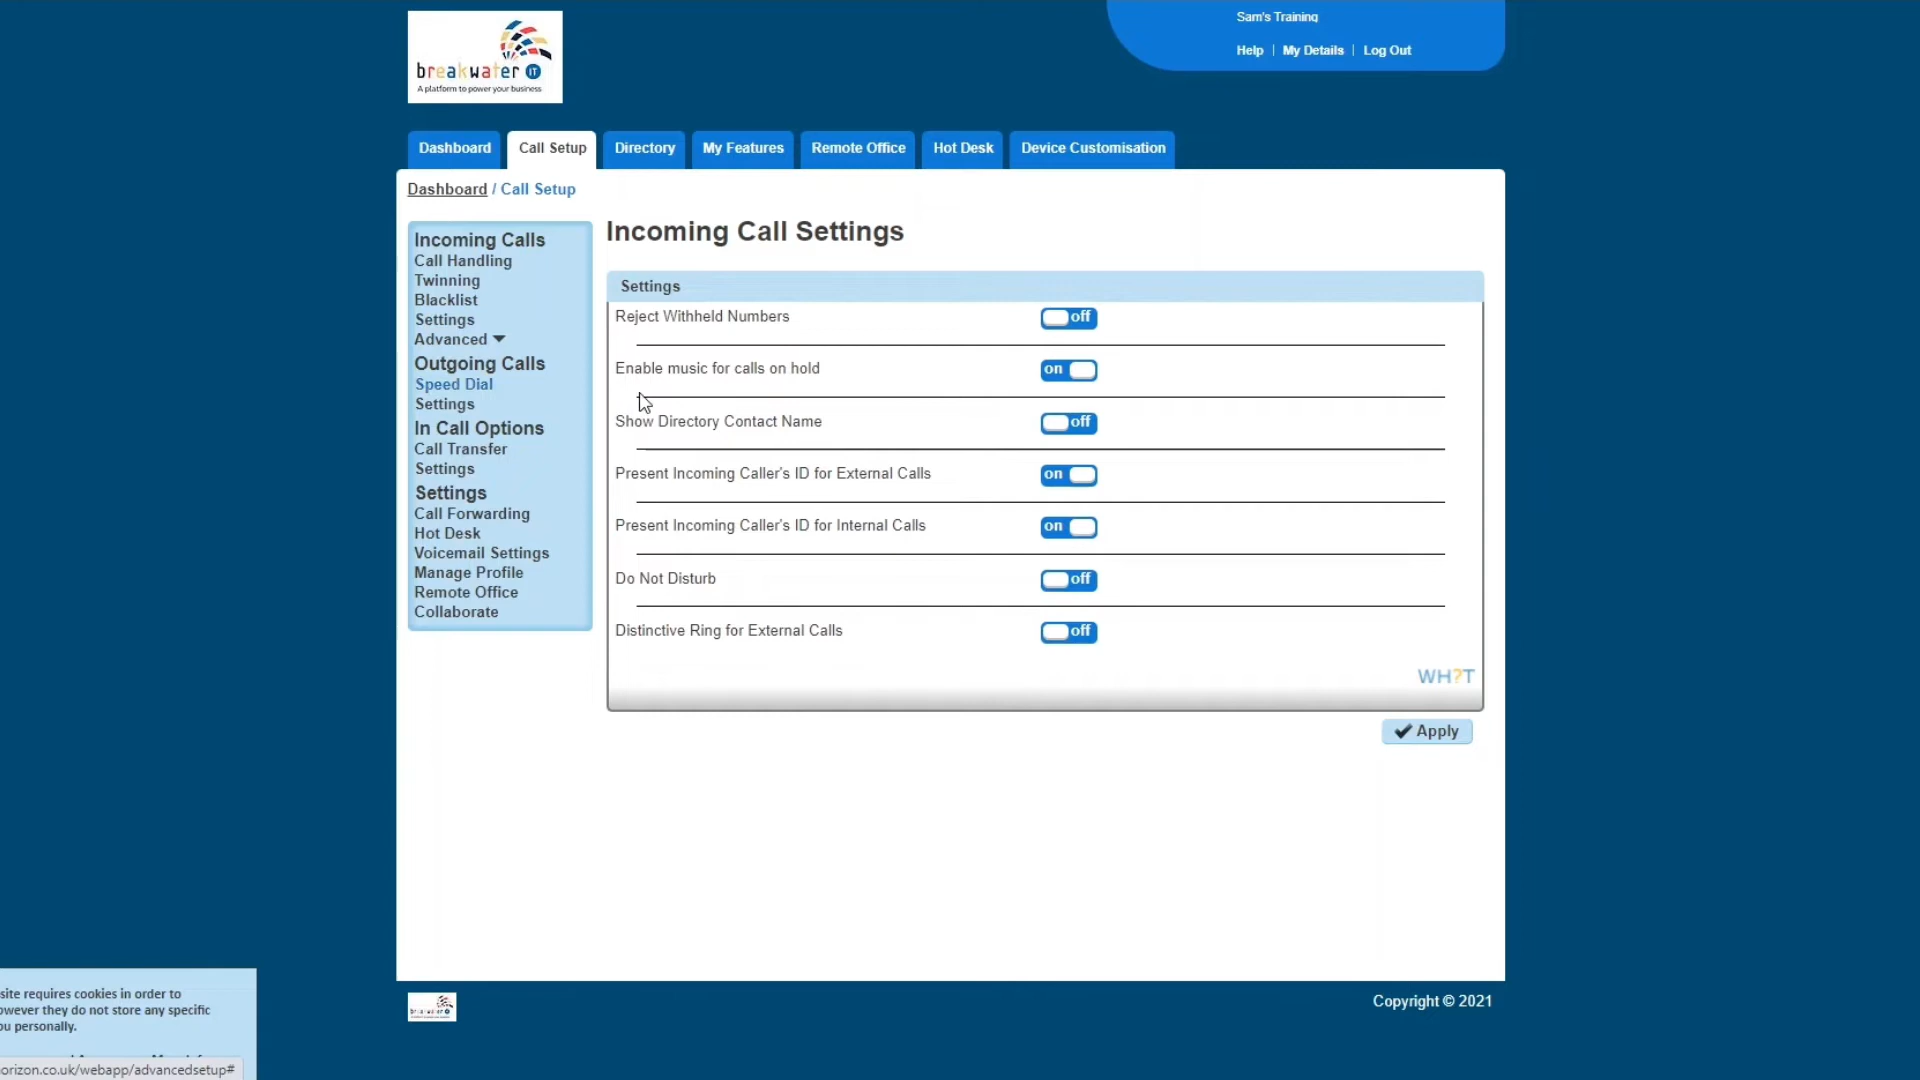 breakwater IT
A platform to power your business
Sam's Training
Help | My Details | Log Out
Dashboard
Call Setup
Directory
My Features
Remote Office
Hot Desk
Device Customisation
Dashboard / Call Setup
Incoming Calls
Call Handling
Twinning
Blacklist
Settings
Advanced
Outgoing Calls
Speed Dial
Settings
In Call Options
Call Transfer
Settings
Settings
Call Forwarding
Hot Desk
Voicemail Settings
Manage Profile
Remote Office
Collaborate
Incoming Call Settings
Settings
Reject Withheld Numbers off
Enable music for calls on hold on
Show Directory Contact Name off
Present Incoming Caller's ID for External Calls on
Present Incoming Caller's ID for Internal Calls on
Do Not Disturb off
Distinctive Ring for External Calls off
WH?T
Apply
site requires cookies in order to
owever they do not store any specific
ou personally.
orizon.co.uk/webapp/advancedsetup#
breakwater
Copyright © 2021